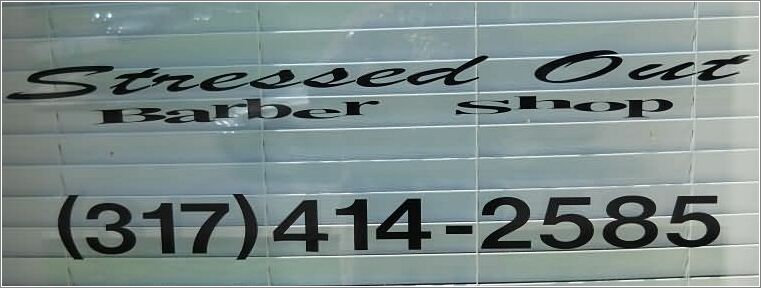 Stressed Out
Barber Shop
(317)414-2585